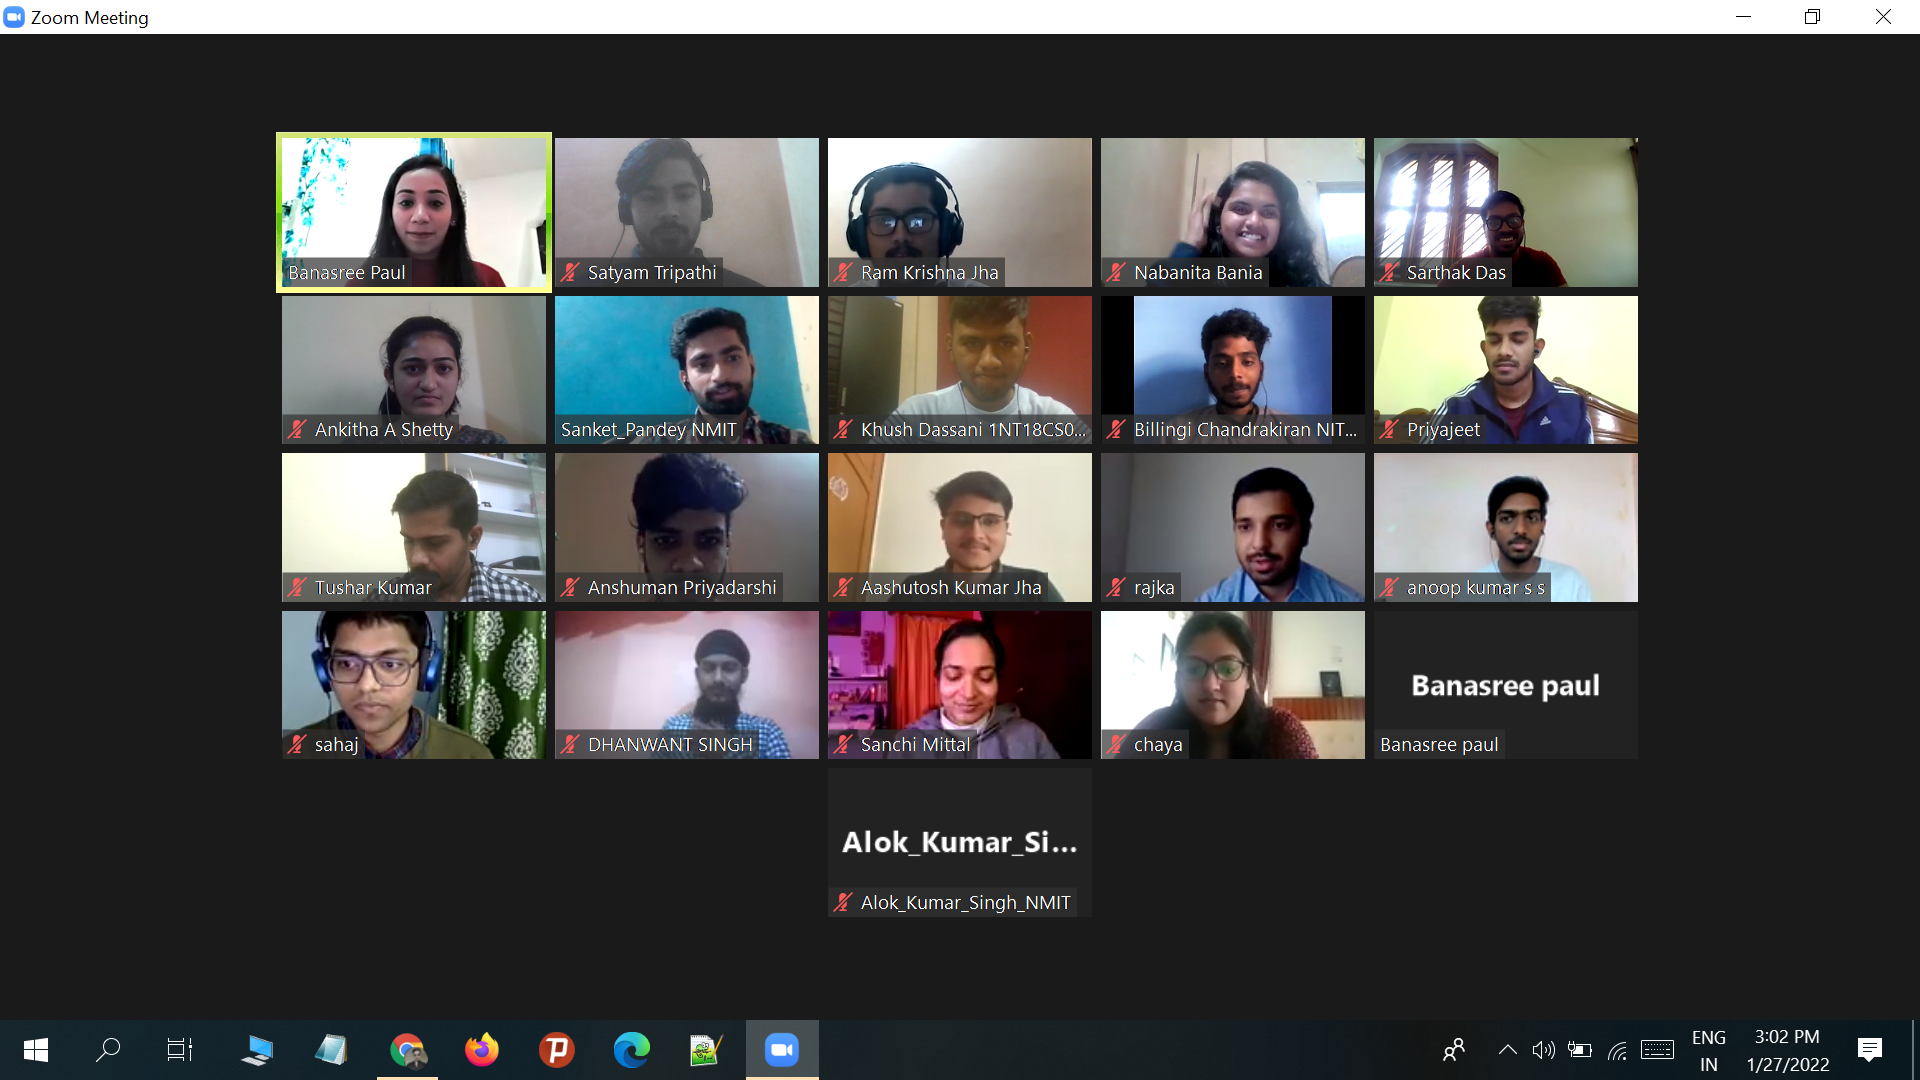 Zoom Meeting
Banasree Paul
Satyam Tripathi
Ram Krishna Jha
Nabanita Bania
Sarthak Das
Ankitha A Shetty
Sanket_Pandey NMIT
Khush Dassani 1NT18CS0...
Billingi Chandrakiran NIT...
Priyajeet
Tushar Kumar
Anshuman Priyadarshi
Aashutosh Kumar Jha
rajka
anoop kumar s s
sahaj
DHANWANT SINGH
Sanchi Mittal
chaya
Banasree paul
Banasree paul
Alok_Kumar_Si...
Alok_Kumar_Singh_NMIT
ENG
IN
3:02 PM
1/27/2022